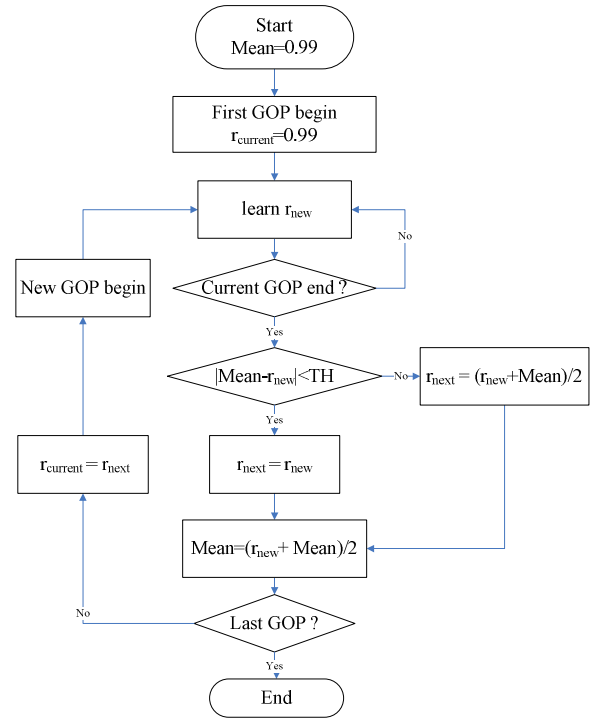 Start
Mean=0.99
First GOP begin
rcurrent=0.99
learn rnew
No
New GOP begin
Current GOP end ?
Yes
|Mean-rnew|<TH
No
rnext = (rnew+Mean)/2
Yes
rcurrent = rnext
rnext = rnew
Mean=(rnew+ Mean)/2
No
Last GOP ?
Yes
End